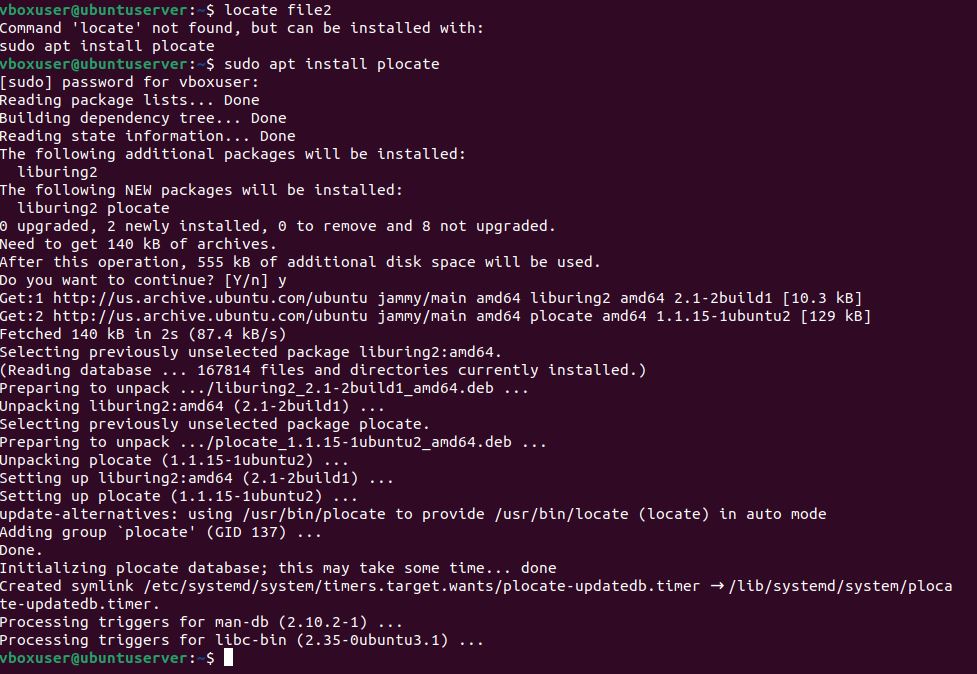 vboxuser@ubuntuserver:~$ locate file2
Command 'locate' not found, but can be installed with:
sudo apt install plocate
vboxuser@ubuntuserver:~$ sudo apt install plocate
[sudo] password for vboxuser:
Reading package lists... Done
Building dependency tree... Done
Reading state information... Done
The following additional packages will be installed:
  liburing2
The following NEW packages will be installed:
  liburing2 plocate
0 upgraded, 2 newly installed, 0 to remove and 8 not upgraded.
Need to get 140 kB of archives.
After this operation, 555 kB of additional disk space will be used.
Do you want to continue? [Y/n] y
Get:1 http://us.archive.ubuntu.com/ubuntu jammy/main amd64 liburing2 amd64 2.1-2build1 [10.3 kB]
Get:2 http://us.archive.ubuntu.com/ubuntu jammy/main amd64 plocate amd64 1.1.15-1ubuntu2 [129 kB]
Fetched 140 kB in 2s (87.4 kB/s)
Selecting previously unselected package liburing2:amd64.
(Reading database ... 167814 files and directories currently installed.)
Preparing to unpack .../liburing2_2.1-2build1_amd64.deb ...
Unpacking liburing2:amd64 (2.1-2build1) ...
Selecting previously unselected package plocate.
Preparing to unpack .../plocate_1.1.15-1ubuntu2_amd64.deb ...
Unpacking plocate (1.1.15-1ubuntu2) ...
Setting up liburing2:amd64 (2.1-2build1) ...
Setting up plocate (1.1.15-1ubuntu2) ...
update-alternatives: using /usr/bin/plocate to provide /usr/bin/locate (locate) in auto mode
Adding group `plocate' (GID 137) ...
Done.
Initializing plocate database; this may take some time... done
Created symlink /etc/systemd/system/timers.target.wants/plocate-updatedb.timer → /lib/systemd/system/ploca
te-updatedb.timer.
Processing triggers for man-db (2.10.2-1) ...
Processing triggers for libc-bin (2.35-0ubuntu3.1) ...
vboxuser@ubuntuserver:~$